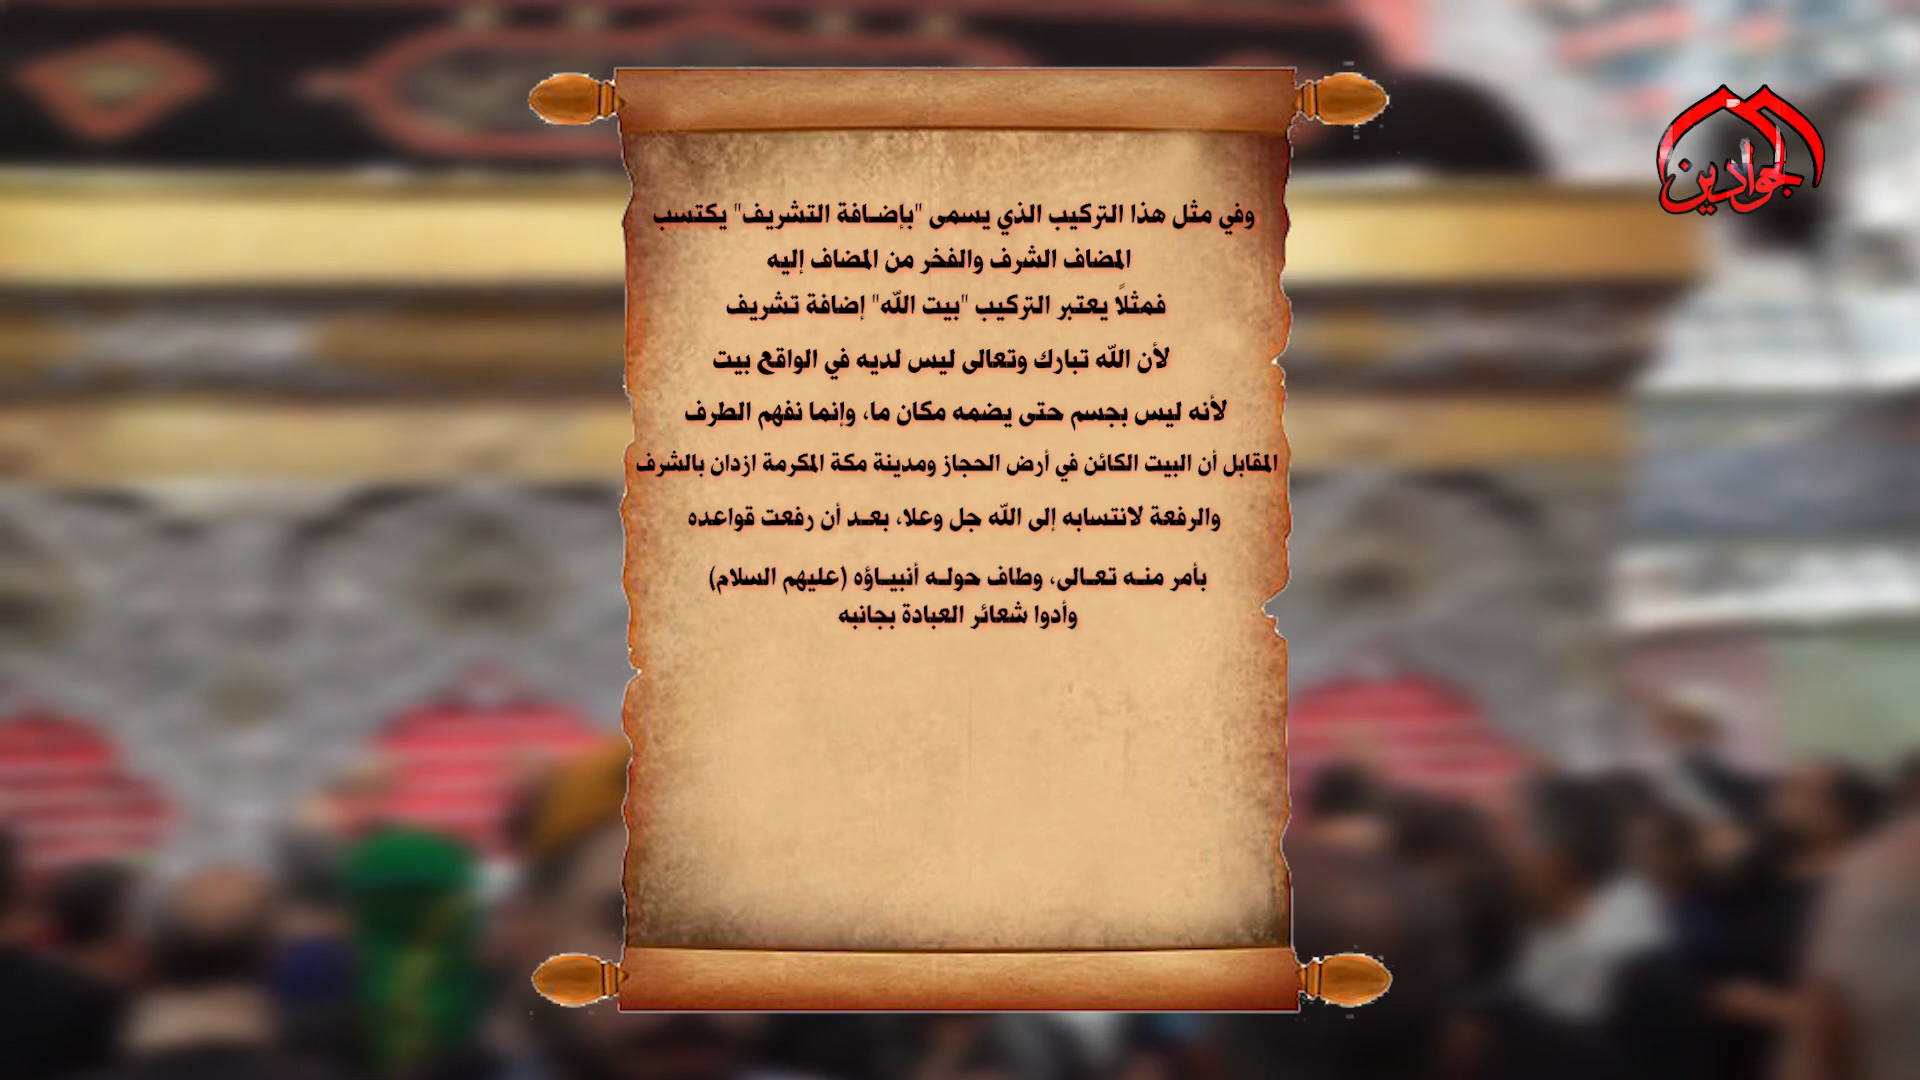 وفي مثل هذا التركيب الذي يسمى "بإضافة التشريف" يكتسب
المضاف الشرف والفخر من المضاف إليه
فمثلاً يعتبر التركيب "بيت الله" إضافة تشريف
لأن الله تبارك وتعالى ليس لديه في الواقع بيت
لأنه ليس بجسم حتى يضمه مكان ما، وإنما نفهم الطرف
المقابل أن البيت الكائن في أرض الحجاز ومدينة مكة المكرمة ازدان بالشرف
والرفعة لانتسابه إلى الله جل وعلا، بعد أن رفعت قواعده
بأمر منه تعالى، وطاف حوله أنبياؤه (عليهم السلام)
وأدوا شعائر العبادة بجانبه
الجوادين